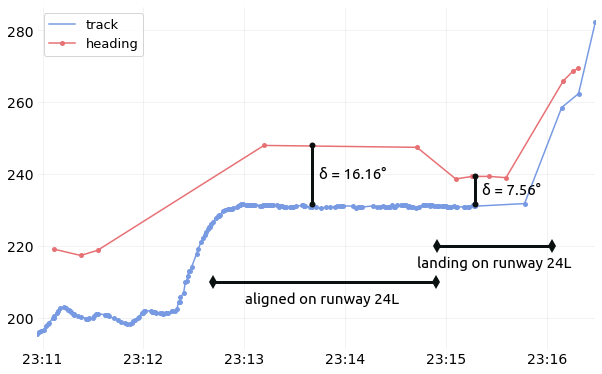 track
heading
280
260
240
220
200
δ = 16.16°
δ = 7.56°
landing on runway 24L
aligned on runway 24L
23:11 23:12 23:13 23:14 23:15 23:16